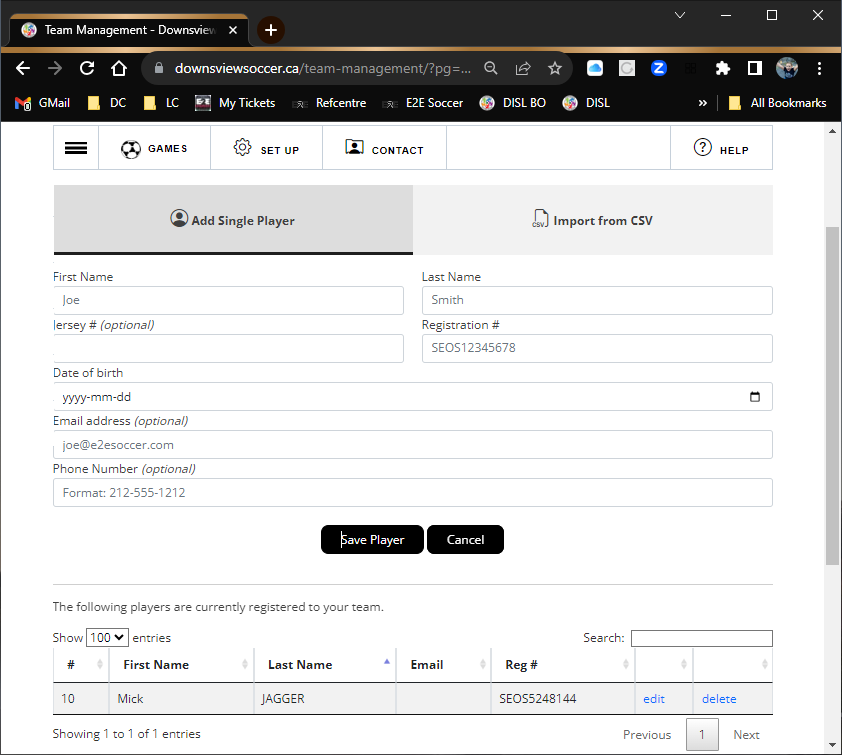 Team Management - Downsview
downsviewsoccer.ca/team-management/?pg=...
GMail DC LC My Tickets Refcentre E2E Soccer DISL BO DISL » All Bookmarks
GAMES SET UP CONTACT HELP
Add Single Player Import from CSV
First Name Last Name
Joe Smith
Jersey # (optional) Registration #
SEOS12345678
Date of birth
yyyy-mm-dd
Email address (optional)
joe@e2esoccer.com
Phone Number (optional)
Format: 212-555-1212
Save Player Cancel
The following players are currently registered to your team.
Show 100 entries Search:
# First Name Last Name Email Reg #
10 Mick JAGGER SEOS5248144 edit delete
Showing 1 to 1 of 1 entries Previous 1 Next